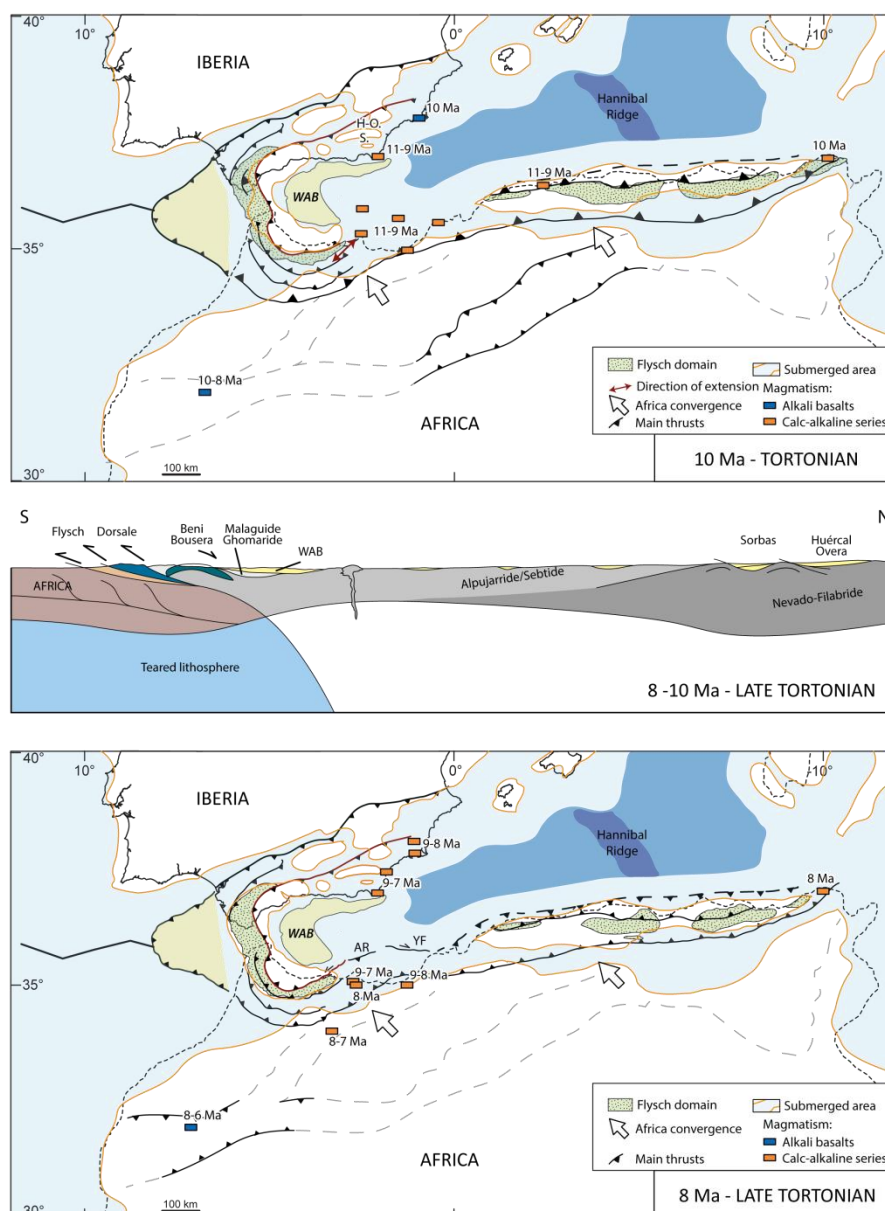 40°
10°
0°
-10°
IBERIA
10 Ma
Hannibal
Ridge
H-O.
S.
11-9 Ma
10 Ma
WAB
11-9 Ma
35°
11-9 Ma
10-8 Ma
AFRICA
30°
100 km
Flysch domain
Submerged area
Direction of extension
Magmatism:
Africa convergence
Alkali basalts
Main thrusts
Calc-alkaline series
10 Ma - TORTONIAN
S
N
Flysch
Dorsale
Beni
Bousera
Malaguide
Ghomaride
WAB
Sorbas
Huércal
Overa
AFRICA
Alpujarride/Sebtide
Nevado-Filabride
Teared lithosphere
8 -10 Ma - LATE TORTONIAN
40°
10°
0°
-10°
IBERIA
9-8 Ma
Hannibal
Ridge
9-7 Ma
8 Ma
WAB
AR
YF
35°
9-7 Ma
9-8 Ma
8 Ma
8-7 Ma
8-6 Ma
AFRICA
30°
100 km
Flysch domain
Submerged area
Africa convergence
Magmatism:
Alkali basalts
Main thrusts
Calc-alkaline series
8 Ma - LATE TORTONIAN